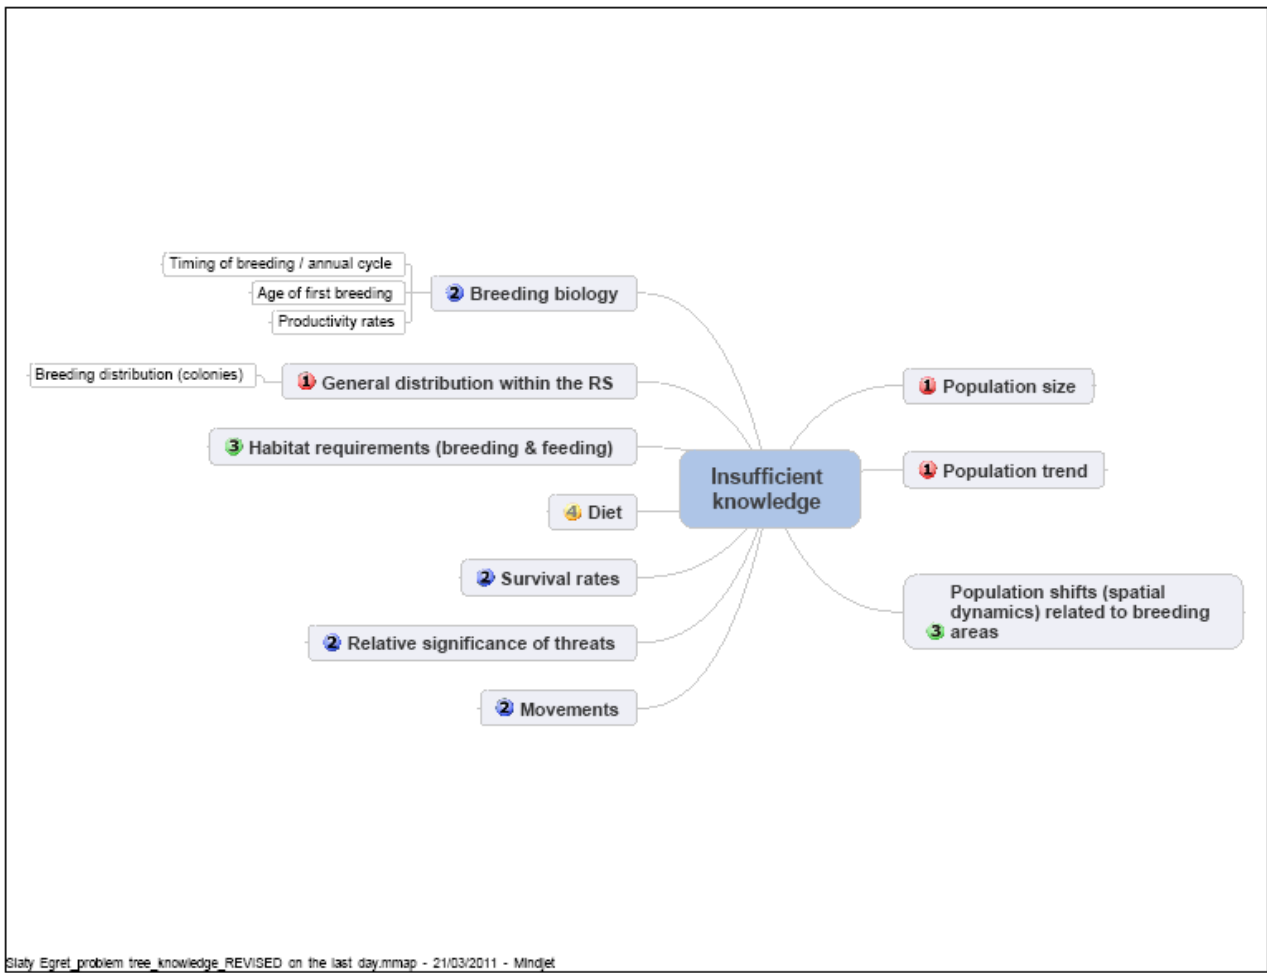 Timing of breeding / annual cycle
Age of first breeding
Productivity rates
2 Breeding biology
Breeding distribution (colonies)
1 General distribution within the RS
3 Habitat requirements (breeding & feeding)
4 Diet
2 Survival rates
2 Relative significance of threats
2 Movements
Insufficient
knowledge
1 Population size
1 Population trend
Population shifts (spatial
dynamics) related to breeding
3 areas
Slaty Egret_problem tree_knowledge_REVISED on the last day.mmap - 21/03/2011 - Mindjet